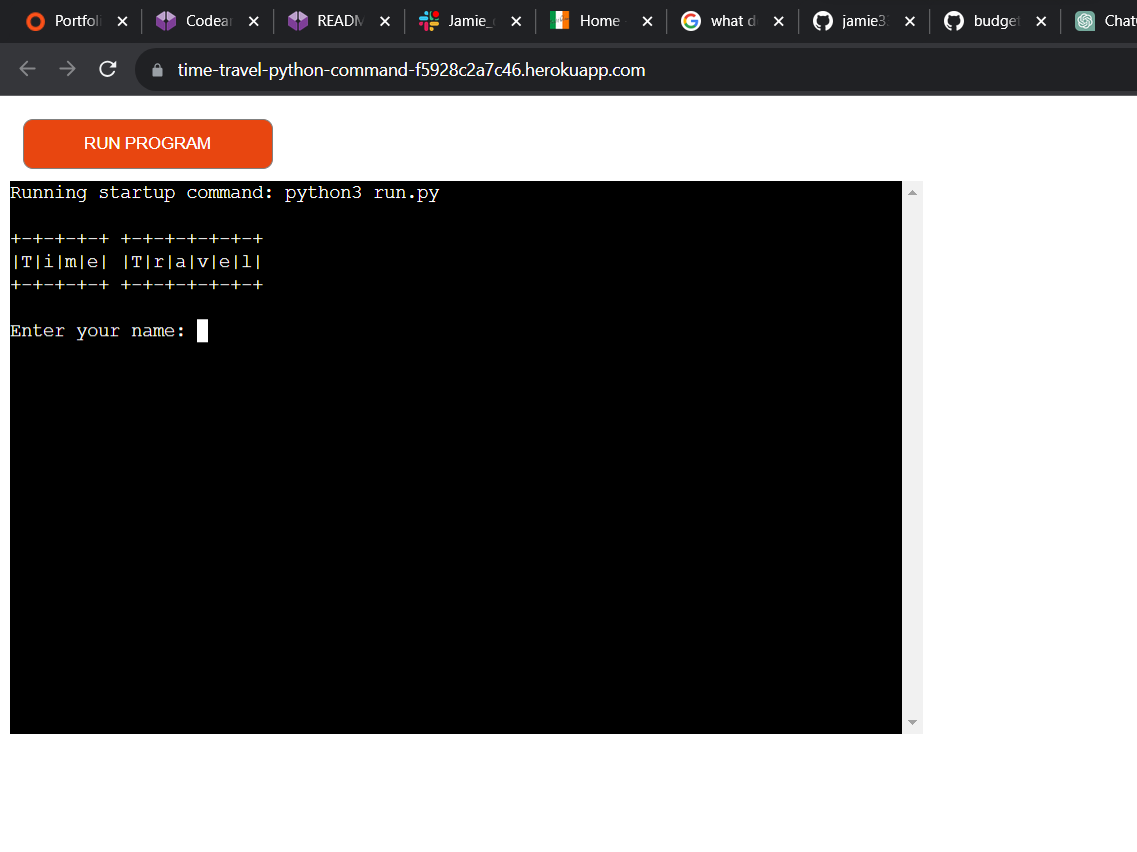 Portfoli
Codear
READM
Jamie_
Home
what d
jamie3
budget
Chat
time-travel-python-command-f5928c2a7c46.herokuapp.com
RUN PROGRAM
Running startup command: python3 run.py
+-+-+-+-+ +-+-+-+-+-+-+
|T|i|m|e| |T|r|a|v|e|l|
+-+-+-+-+ +-+-+-+-+-+-+
Enter your name: